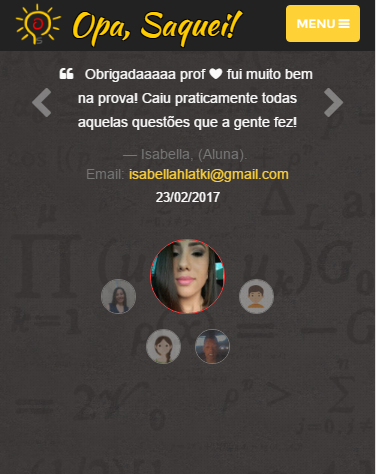 Opa, Saquei!
MENU
Obrigadaaaaa prof ❤ fui muito bem
na prova! Caiu praticamente todas
aquelas questões que a gente fez!
— Isabella, (Aluna).
Email: isabellahlatki@gmail.com
23/02/2017